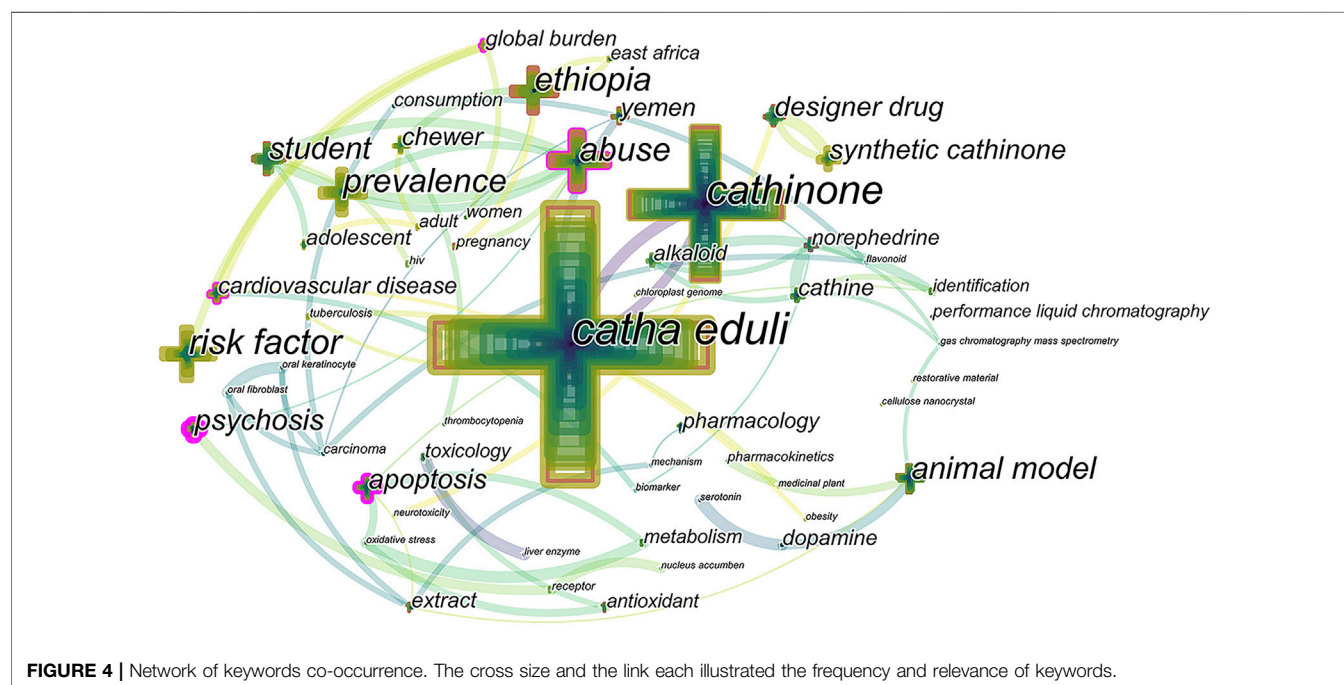 global burden
east africa
ethiopia
consumption
yemen
designer drug
chewer
student
abuse
synthetic cathinone
prevalence
cathinone
women
adult
adolescent
pregnancy
norephedrine
alkaloid
flavonoid
hiv
cardiovascular disease
cathine
identification
chloroplast genome
tuberculosis
performance liquid chromatography
catha eduli
risk factor
gas chromatography mass spectrometry
oral keratinocyte
restorative material
oral fibroblast
cellulose nanocrystal
psychosis
thrombocytopenia
pharmacology
carcinoma
toxicology
mechanism
pharmacokinetics
animal model
apoptosis
biomarker
medicinal plant
serotonin
neurotoxicity
obesity
oxidative stress
metabolism
dopamine
liver enzyme
nucleus accumben
receptor
extract
antioxidant
FIGURE 4 | Network of keywords co-occurrence. The cross size and the link each illustrated the frequency and relevance of keywords.